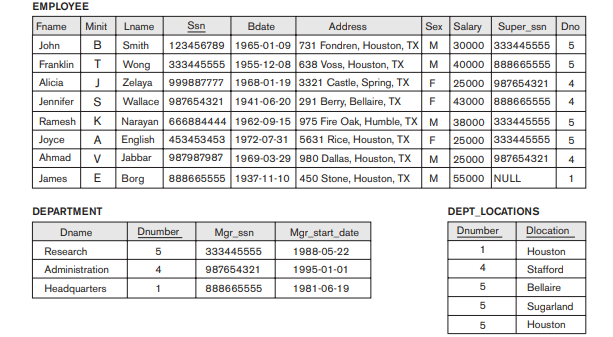 EMPLOYEE
Fname Minit Lname Ssn Bdate Address Sex Salary Super_ssn Dno
John B Smith 123456789 1965-01-09 731 Fondren, Houston, TX M 30000 333445555 5
Franklin T Wong 333445555 1955-12-08 638 Voss, Houston, TX M 40000 888665555 5
Alicia J Zelaya 999887777 1968-01-19 3321 Castle, Spring, TX F 25000 987654321 4
Jennifer S Wallace 987654321 1941-06-20 291 Berry, Bellaire, TX F 43000 888665555 4
Ramesh K Narayan 666884444 1962-09-15 975 Fire Oak, Humble, TX M 38000 333445555 5
Joyce A English 453453453 1972-07-31 5631 Rice, Houston, TX F 25000 333445555 5
Ahmad V Jabbar 987987987 1969-03-29 980 Dallas, Houston, TX M 25000 987654321 4
James E Borg 888665555 1937-11-10 450 Stone, Houston, TX M 55000 NULL 1
DEPARTMENT
Dname Dnumber Mgr_ssn Mgr_start_date
Research 5 333445555 1988-05-22
Administration 4 987654321 1995-01-01
Headquarters 1 888665555 1981-06-19
DEPT_LOCATIONS
Dnumber Dlocation
1 Houston
4 Stafford
5 Bellaire
5 Sugarland
5 Houston